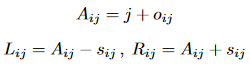 A_{ij} = j + o_{ij}
L_{ij} = A_{ij} − s_{ij} , R_{ij} = A_{ij} + s_{ij}